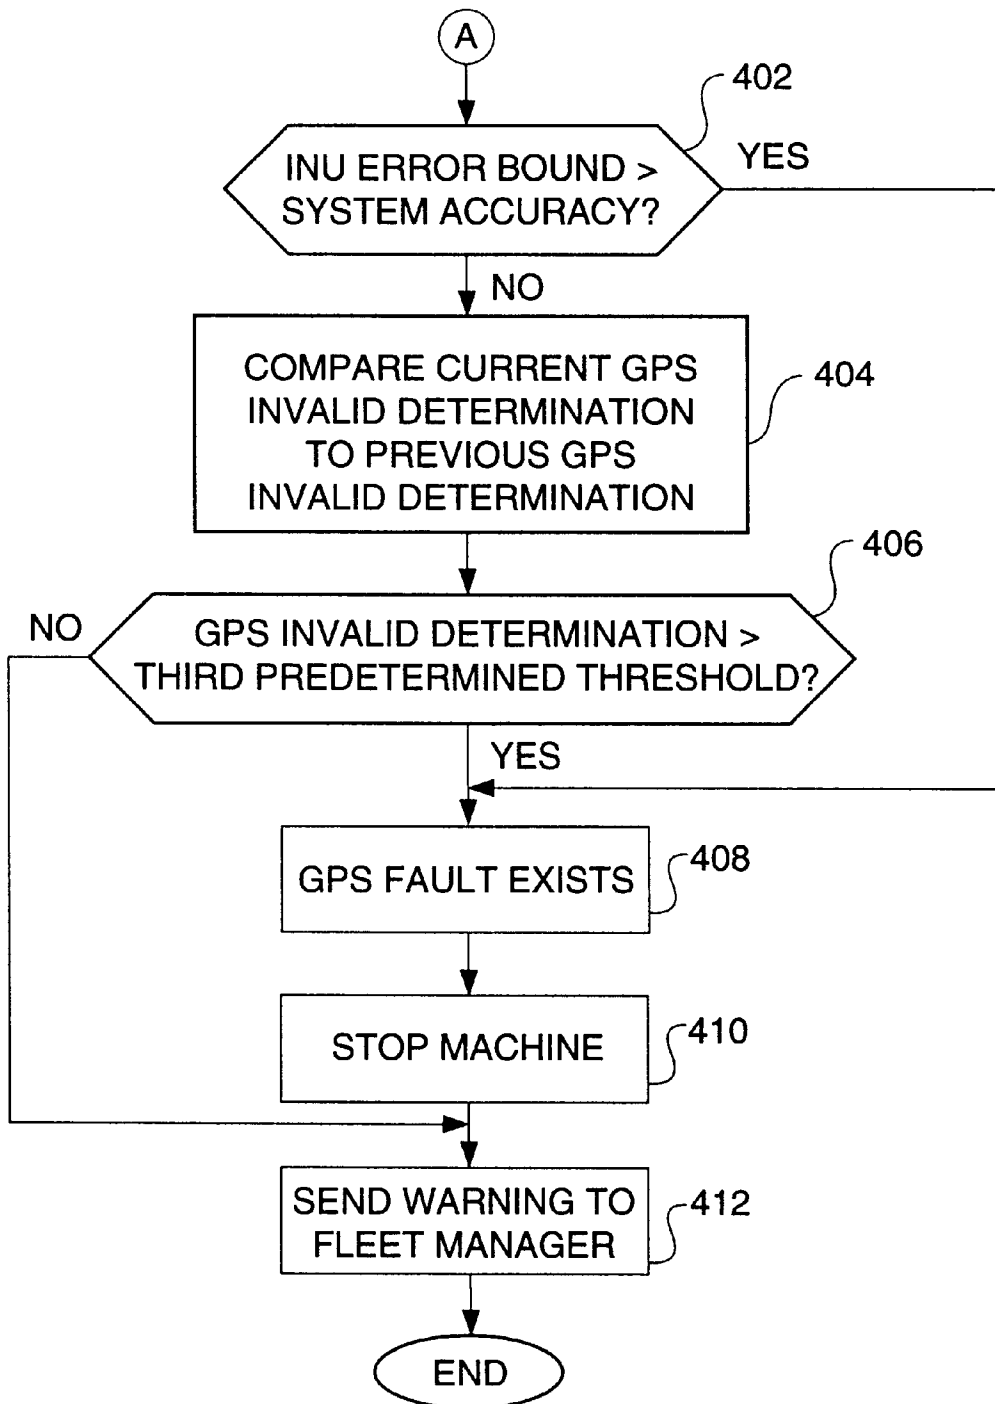 A
402
INU ERROR BOUND >
SYSTEM ACCURACY?
YES
NO
COMPARE CURRENT GPS
INVALID DETERMINATION
TO PREVIOUS GPS
INVALID DETERMINATION
404
406
NO
GPS INVALID DETERMINATION >
THIRD PREDETERMINED THRESHOLD?
YES
GPS FAULT EXISTS
408
STOP MACHINE
410
SEND WARNING TO
FLEET MANAGER
412
END